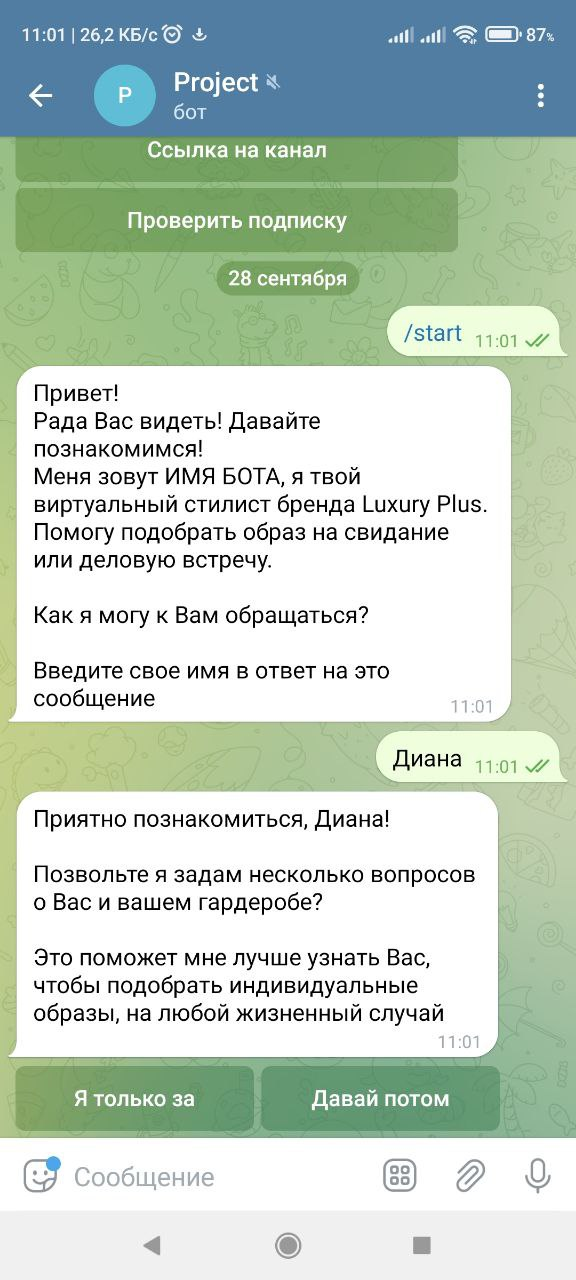 11:01 | 26,2 КБ/с
87%
P
Project
бот
Ссылка на канал
Проверить подписку
28 сентября
/start 11:01
Привет!
Рада Вас видеть! Давайте
познакомимся!
Меня зовут ИМЯ БОТА, я твой
виртуальный стилист бренда Luxury Plus.
Помогу подобрать образ на свидание
или деловую встречу.
Как я могу к Вам обращаться?
Введите свое имя в ответ на это
сообщение
11:01
Диана 11:01
Приятно познакомиться, Диана!
Позвольте я задам несколько вопросов
о Вас и вашем гардеробе?
Это поможет мне лучше узнать Вас,
чтобы подобрать индивидуальные
образы, на любой жизненный случай
11:01
Я только за
Давай потом
Сообщение